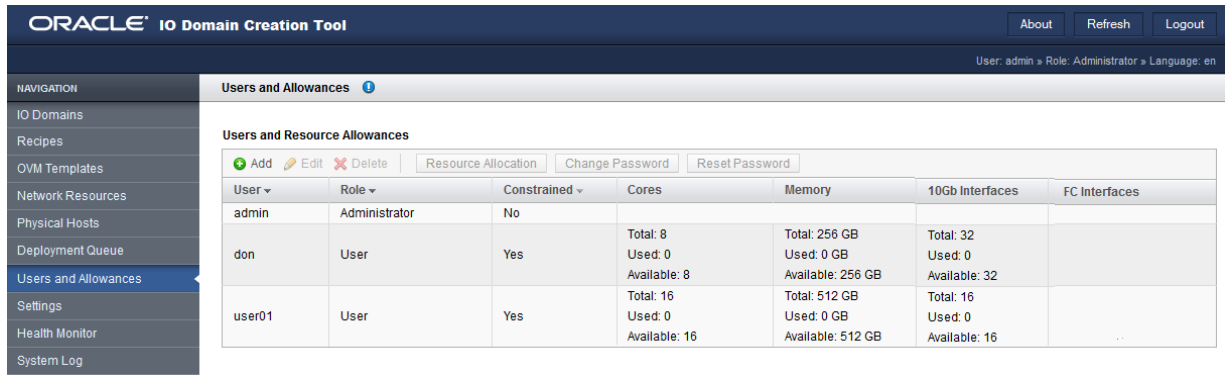 ORACLE IO Domain Creation Tool
About Refresh Logout
User: admin » Role: Administrator » Language: en
NAVIGATION
IO Domains
Recipes
OVM Templates
Network Resources
Physical Hosts
Deployment Queue
Users and Allowances
Settings
Health Monitor
System Log
Users and Allowances
Users and Resource Allowances
Add Edit Delete Resource Allocation Change Password Reset Password
User Role Constrained Cores Memory 10Gb Interfaces FC Interfaces
admin Administrator No
Total: 8 Total: 256 GB Total: 32
don User Yes Used: 0 Used: 0 GB Used: 0
Available: 8 Available: 256 GB Available: 32
Total: 16 Total: 512 GB Total: 16
user01 User Yes Used: 0 Used: 0 GB Used: 0
Available: 16 Available: 512 GB Available: 16